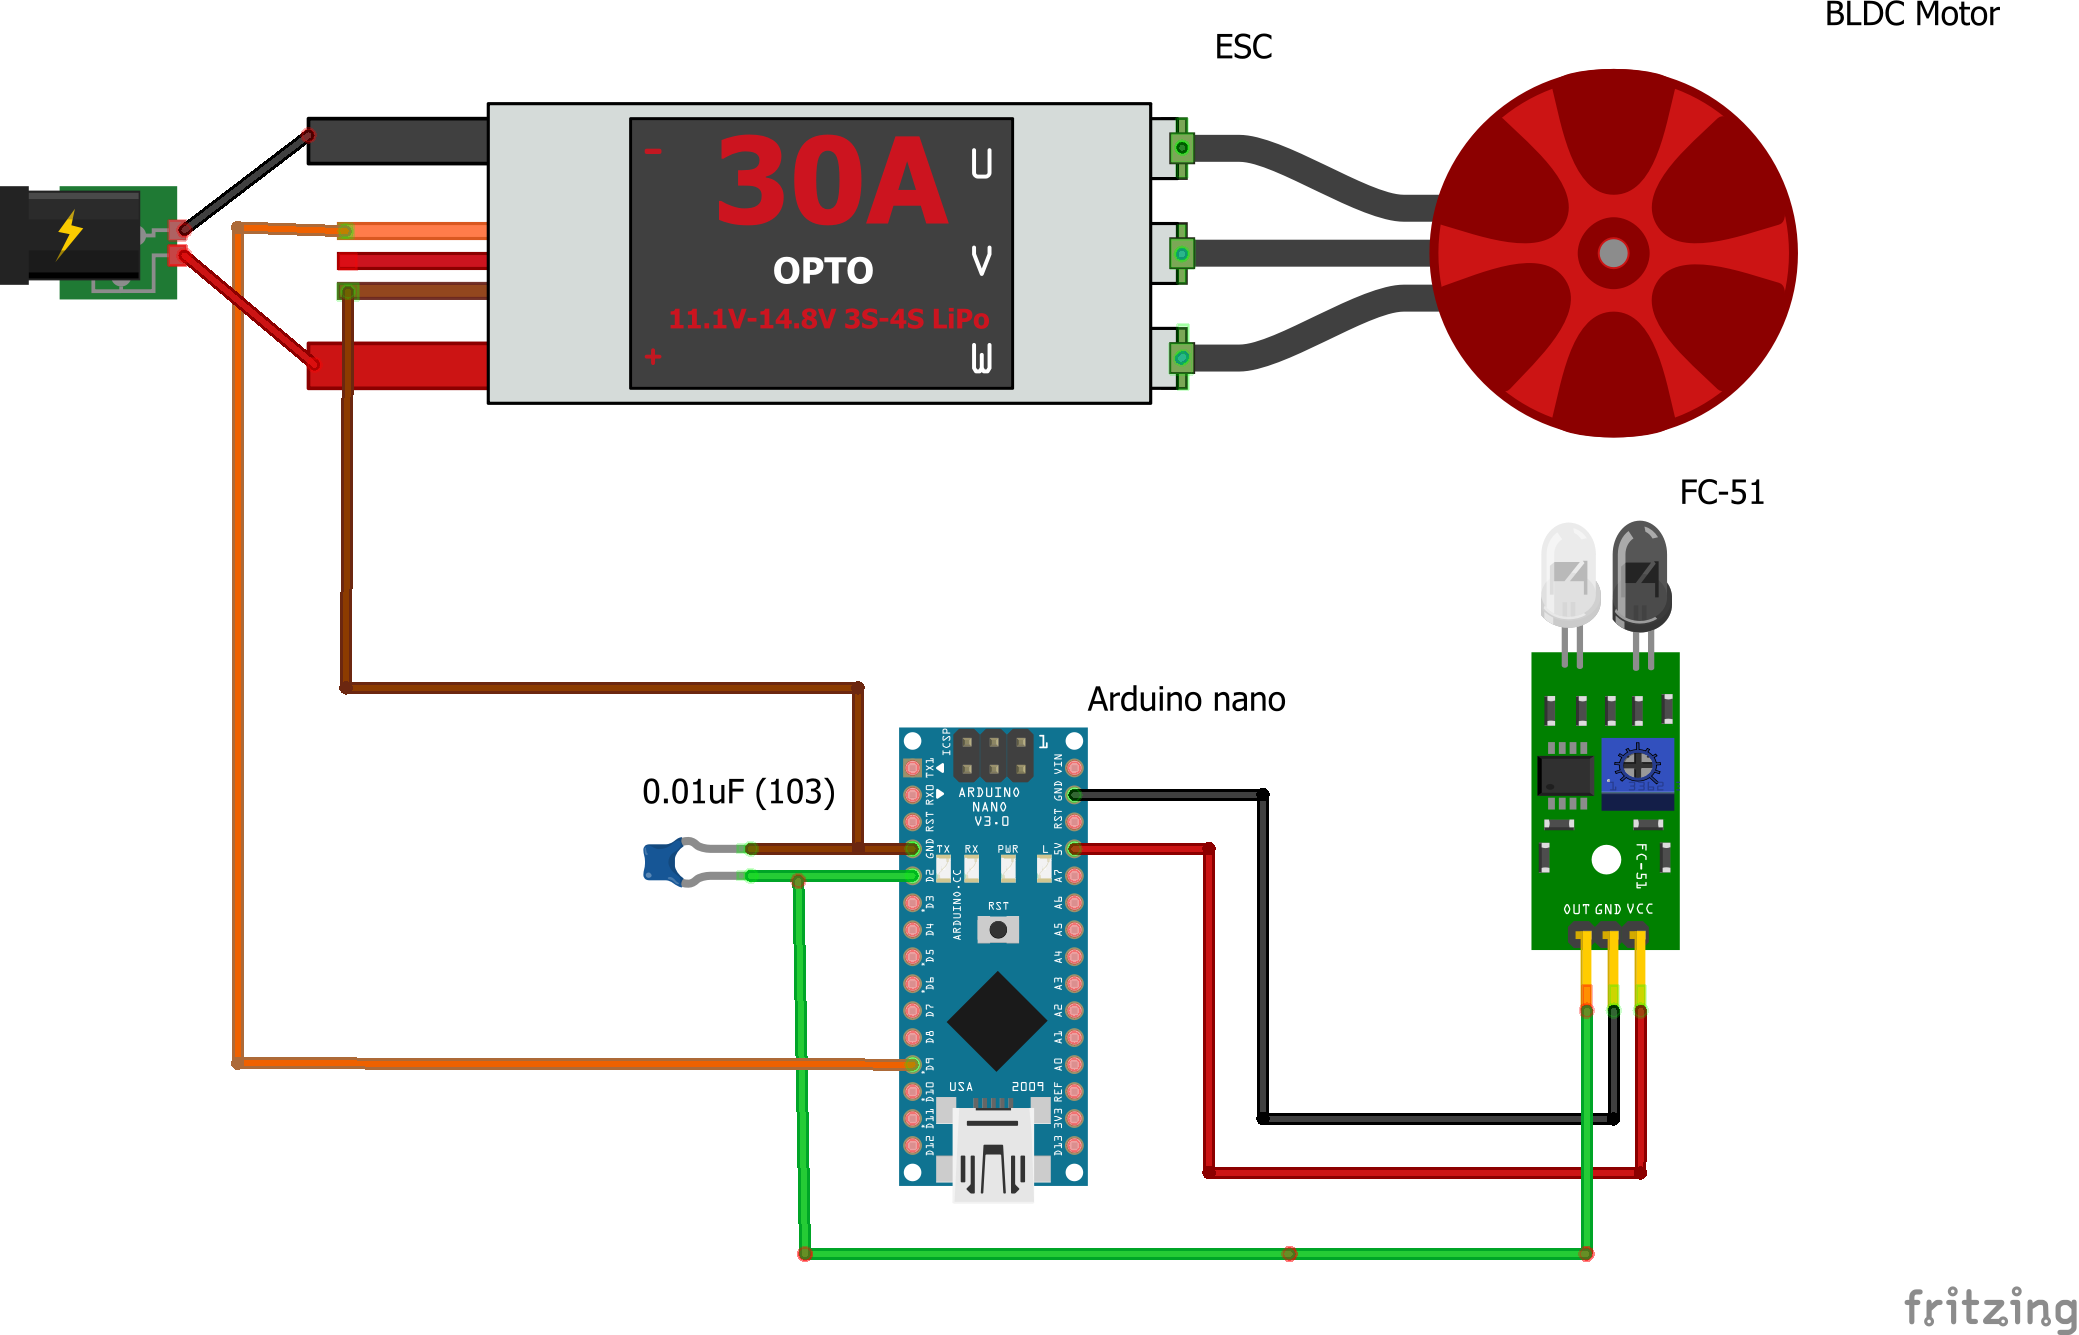 BLDC Motor
ESC
- 30A U
OPTO V
11.1V-14.8V 3S-4S LiPo
+ W
FC-51
Arduino nano
0.01uF (103)
ICSP
1
TX1
RX0
RST
GND
D2
D3
D4
D5
D6
D7
D8
D9
D10
D11
D12
VIN
GND
RST
5V
A7
A6
A5
A4
A3
A2
A1
A0
REF
3V3
D13
ARDUINO
NANO
V3.0
TX RX PWR L
ARDUINO.CC
RST
USA 2009
FC-51
OUT GND VCC
fritzing